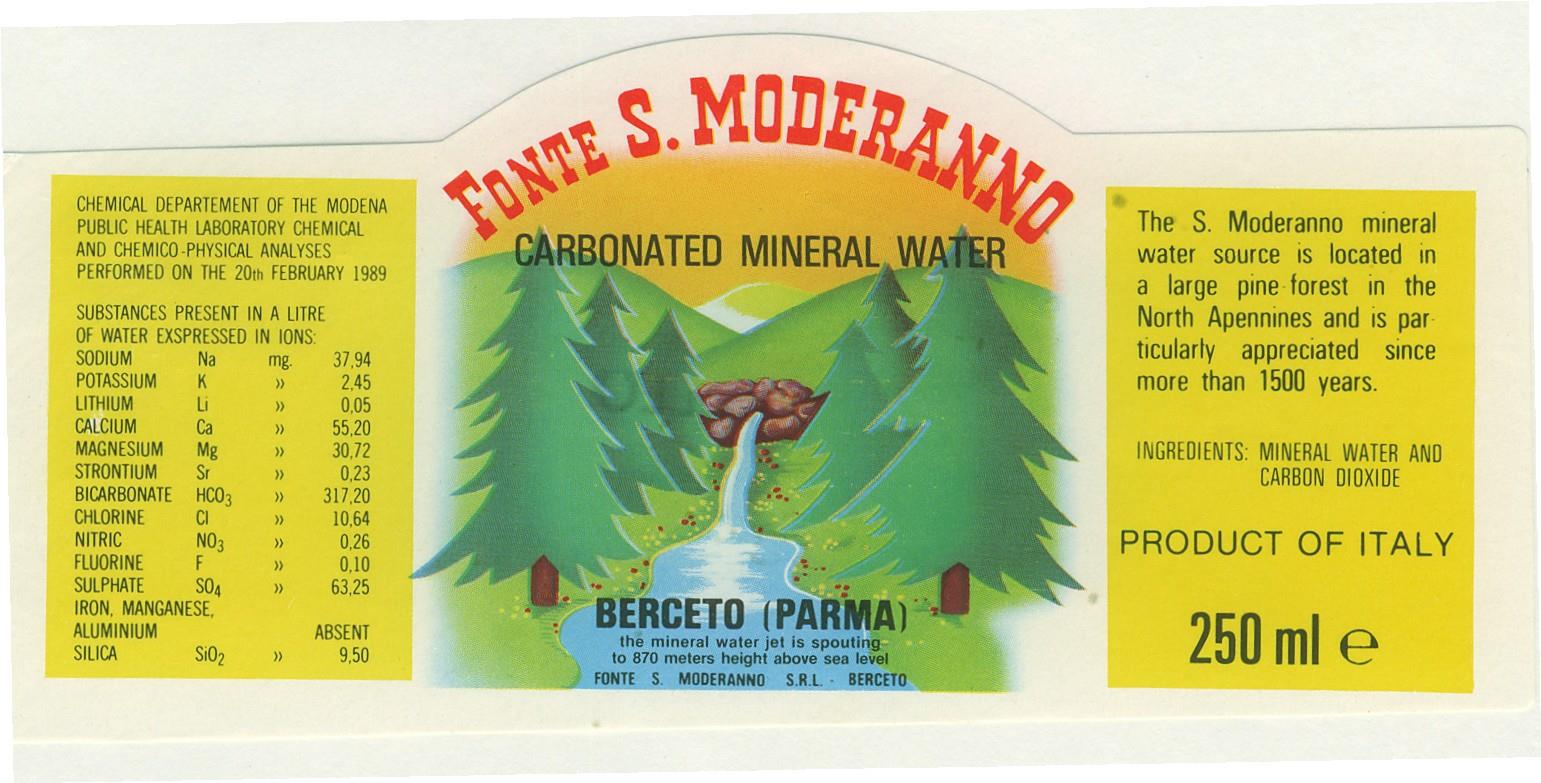 FONTE S. MODERANNO
CARBONATED MINERAL WATER
CHEMICAL DEPARTEMENT OF THE MODENA
PUBLIC HEALTH LABORATORY CHEMICAL
AND CHEMICO-PHYSICAL ANALYSES
PERFORMED ON THE 20th FEBRUARY 1989
SUBSTANCES PRESENT IN A LITRE
OF WATER EXSPRESSED IN IONS:
SODIUM Na mg. 37,94
POTASSIUM K » 2,45
LITHIUM Li » 0,05
CALCIUM Ca » 55,20
MAGNESIUM Mg » 30,72
STRONTIUM Sr » 0,23
BICARBONATE HCO3 » 317,20
CHLORINE Cl » 10,64
NITRIC NO3 » 0,26
FLUORINE F » 0,10
SULPHATE SO4 » 63,25
IRON, MANGANESE,
ALUMINIUM ABSENT
SILICA SiO2 » 9,50
BERCETO (PARMA)
the mineral water jet is spouting
to 870 meters height above sea level
FONTE S. MODERANNO S.R.L. - BERCETO
The S. Moderanno mineral
water source is located in
a large pine-forest in the
North Apennines and is par-
ticularly appreciated since
more than 1500 years.
INGREDIENTS: MINERAL WATER AND
CARBON DIOXIDE
PRODUCT OF ITALY
250 ml ℮